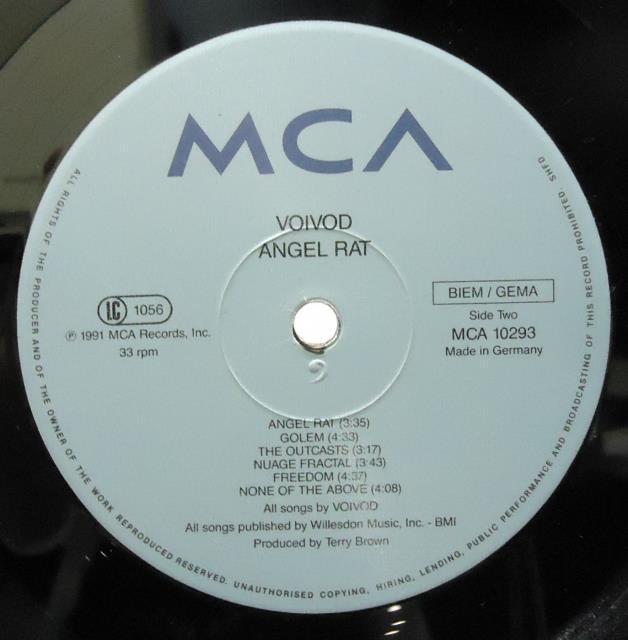 MCA
VOIVOD
ANGEL RAT
LC 1056
℗ 1991 MCA Records, Inc.
33 rpm
BIEM / GEMA
Side Two
MCA 10293
Made in Germany
ANGEL RAT (3:35)
GOLEM (4:33)
THE OUTCASTS (3:17)
NUAGE FRACTAL (3:43)
FREEDOM (4:37)
NONE OF THE ABOVE (4:08)
All songs by VOIVOD
All songs published by Willesdon Music, Inc. - BMI
Produced by Terry Brown
ALL RIGHTS OF THE PRODUCER AND OF THE OWNER OF THE WORK REPRODUCED RESERVED. UNAUTHORISED COPYING, HIRING, LENDING, PUBLIC PERFORMANCE AND BROADCASTING OF THIS RECORD PROHIBITED. SHFD